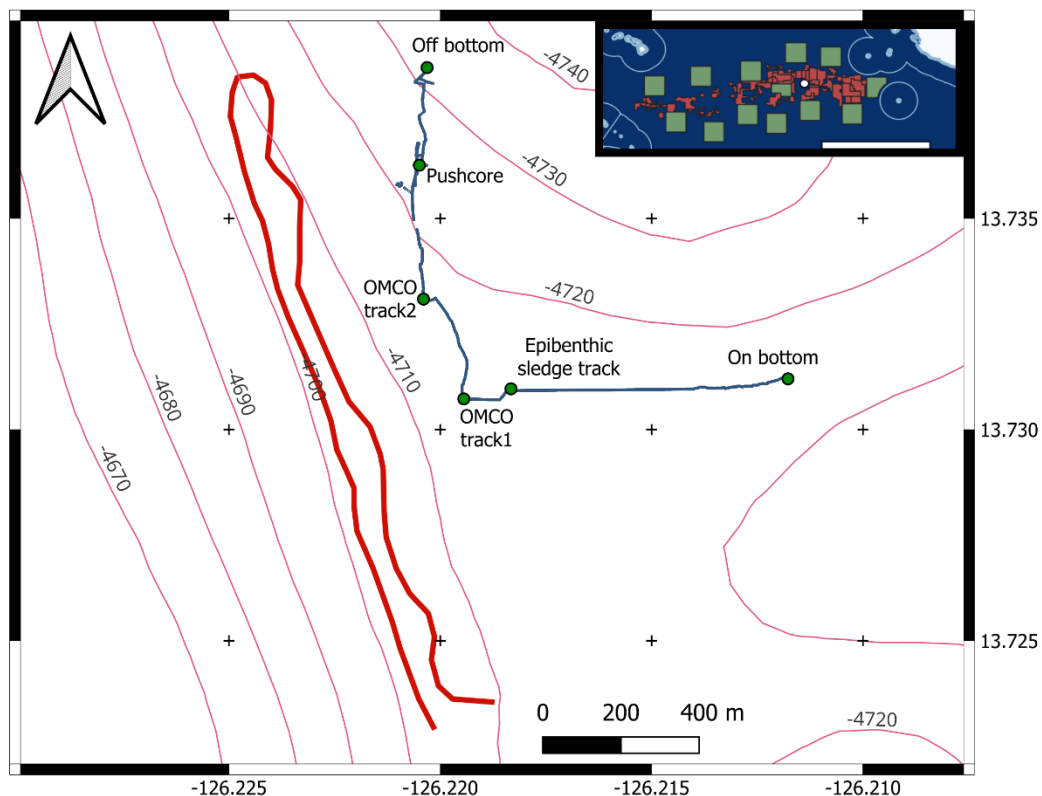 Off bottom
-4740
Pushcore
-4730
13.735
OMCO
track2
-4720
Epibenthic
sledge track
On bottom
-4710
-4700
-4690
-4680
-4670
OMCO
track1
13.730
13.725
0 200 400 m
-4720
-126.225 -126.220 -126.215 -126.210